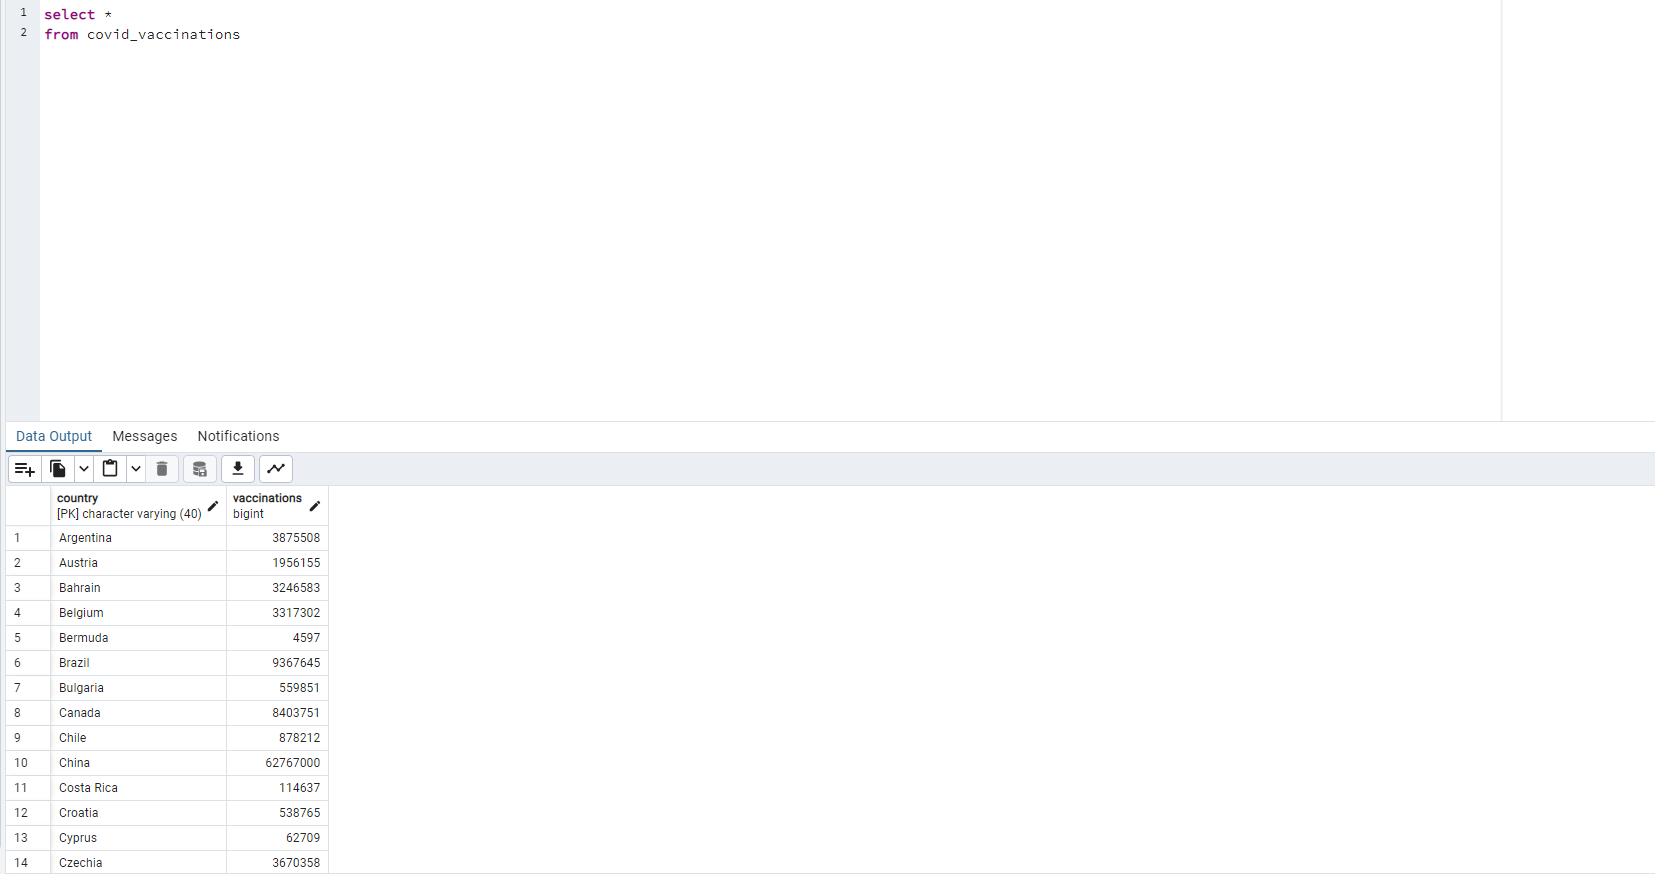 1 select *
2 from covid_vaccinations
Data Output Messages Notifications
country vaccinations
[PK] character varying (40) bigint
1 Argentina 3875508
2 Austria 1956155
3 Bahrain 3246583
4 Belgium 3317302
5 Bermuda 4597
6 Brazil 9367645
7 Bulgaria 559851
8 Canada 8403751
9 Chile 878212
10 China 62767000
11 Costa Rica 114637
12 Croatia 538765
13 Cyprus 62709
14 Czechia 3670358